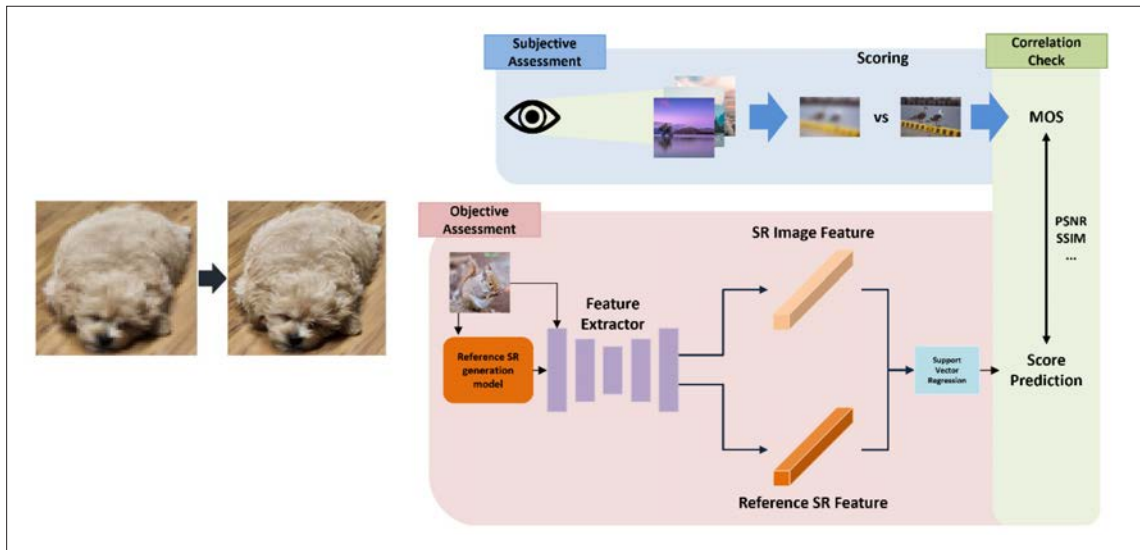 Subjective
Assessment
Scoring
Correlation
Check
vs
MOS
PSNR
SSIM
...
Objective
Assessment
SR Image Feature
Feature
Extractor
Reference SR
generation
model
Support
Vector
Regression
Score
Prediction
Reference SR Feature